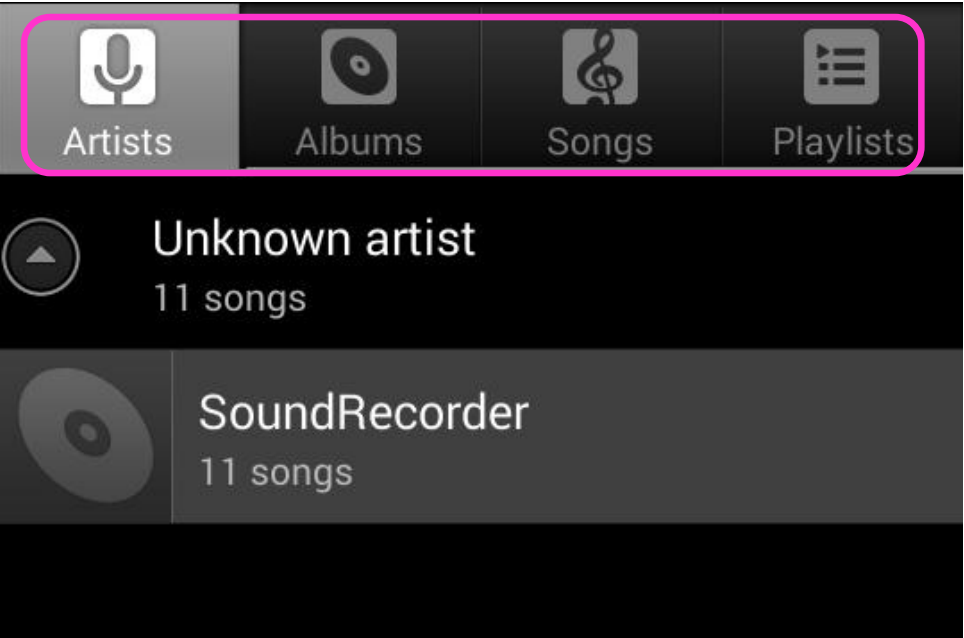 Artists Albums Songs Playlists
Unknown artist
11 songs
SoundRecorder
11 songs